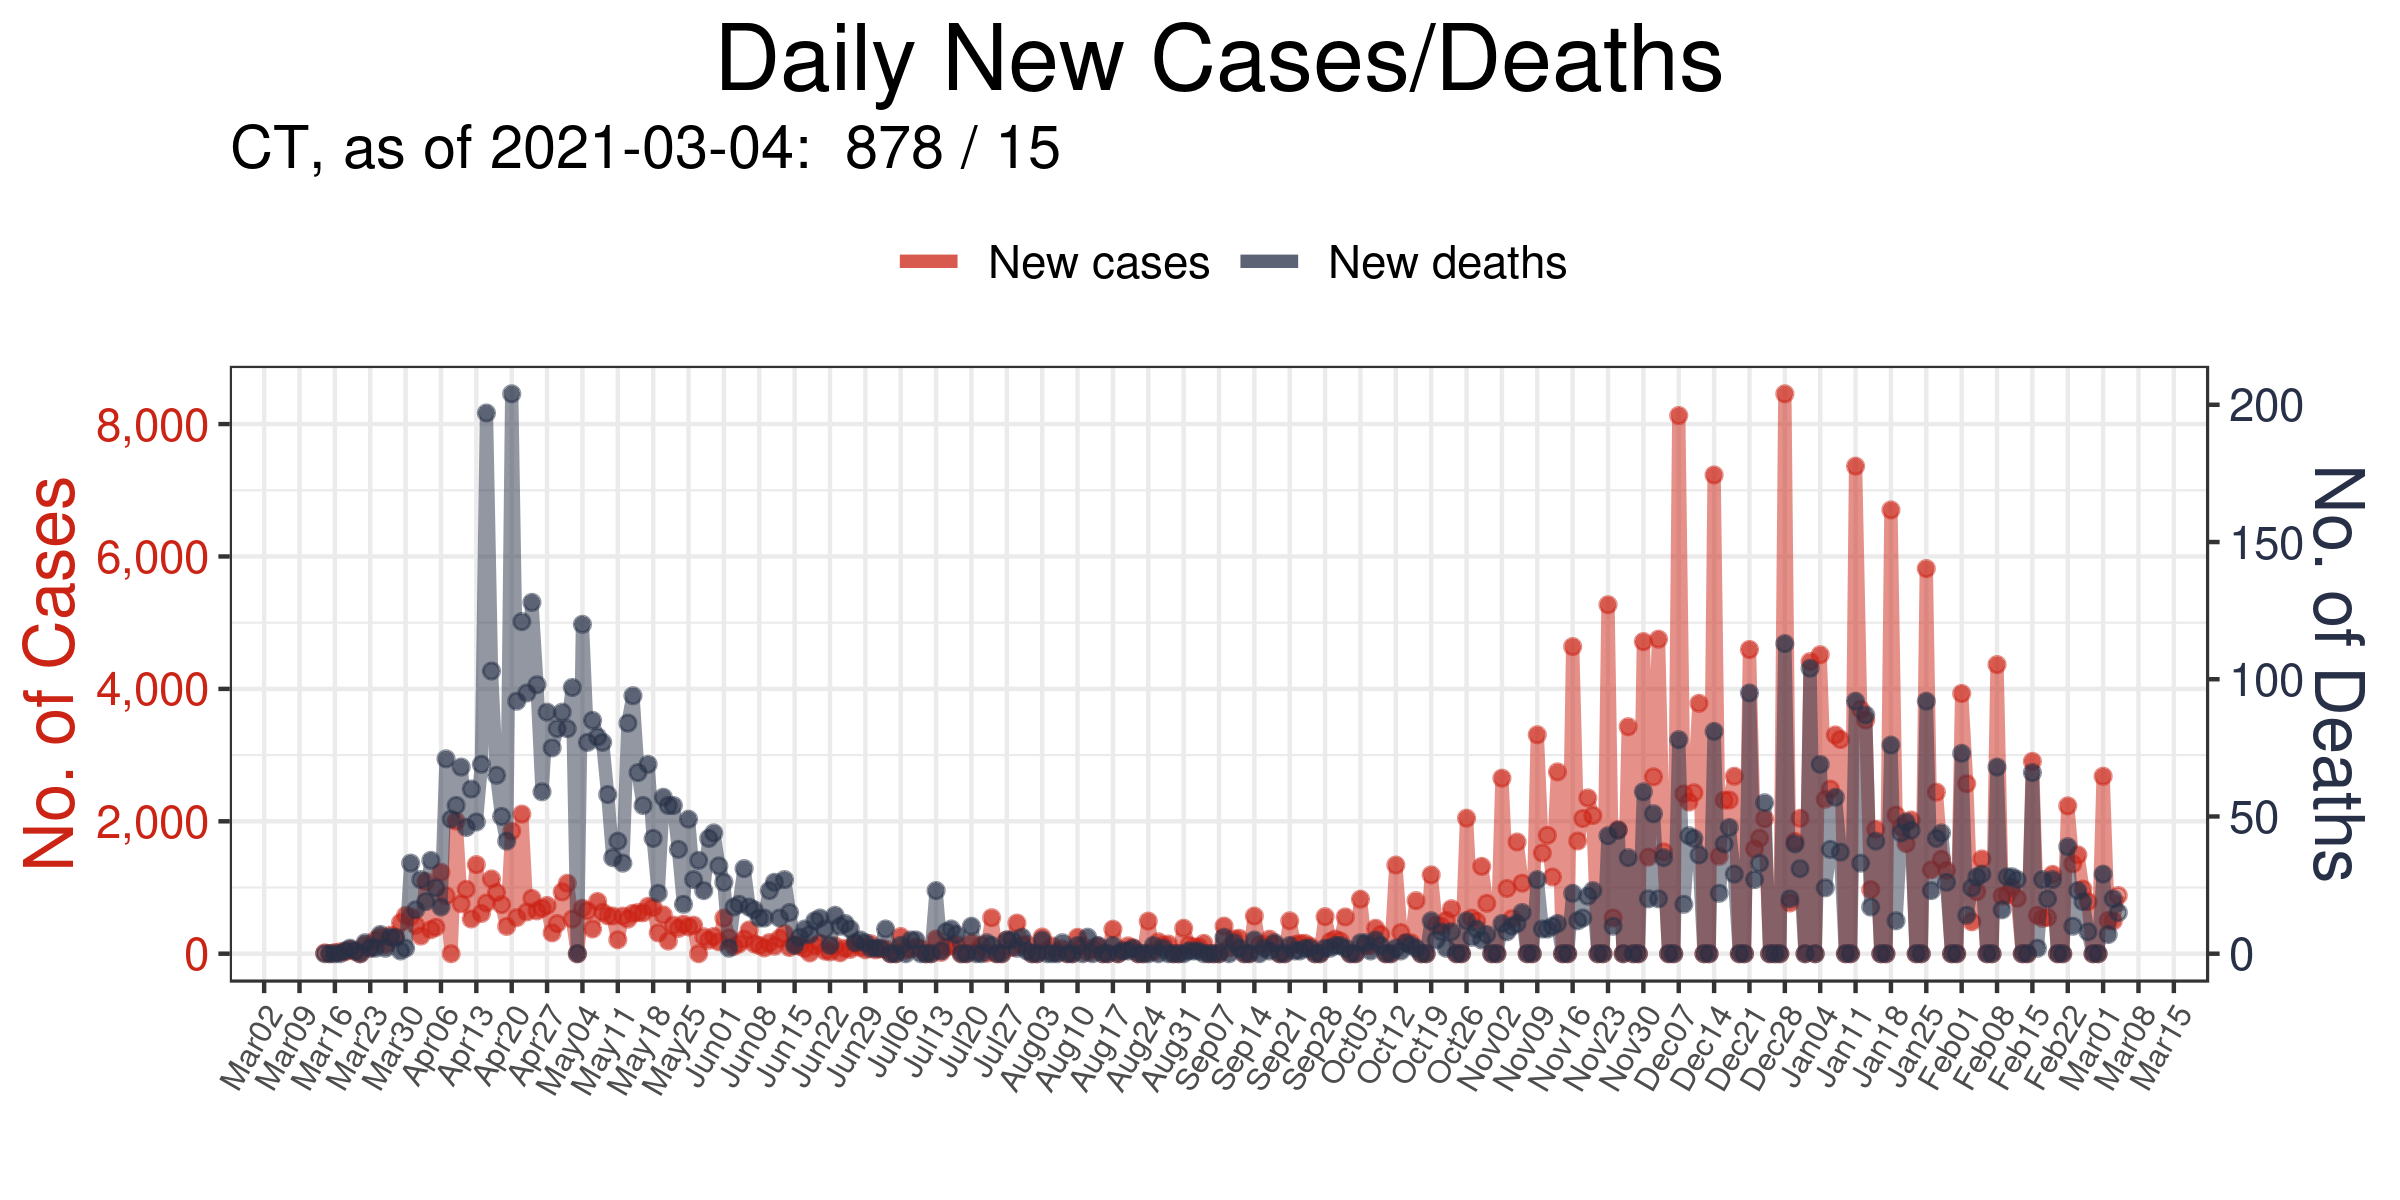 Daily New Cases/Deaths
CT, as of 2021-03-04:  878 / 15
New cases New deaths
No. of Cases
8,000
6,000
4,000
2,000
0
200
150
100
50
0
No. of Deaths
Mar02 Mar09 Mar16 Mar23 Mar30 Apr06 Apr13 Apr20 Apr27 May04 May11 May18 May25 Jun01 Jun08 Jun15 Jun22 Jun29 Jul06 Jul13 Jul20 Jul27 Aug03 Aug10 Aug17 Aug24 Aug31 Sep07 Sep14 Sep21 Sep28 Oct05 Oct12 Oct19 Oct26 Nov02 Nov09 Nov16 Nov23 Nov30 Dec07 Dec14 Dec21 Dec28 Dec04 Jan11 Jan18 Jan25 Feb01 Feb08 Feb15 Feb22 Mar01 Mar08 Mar15